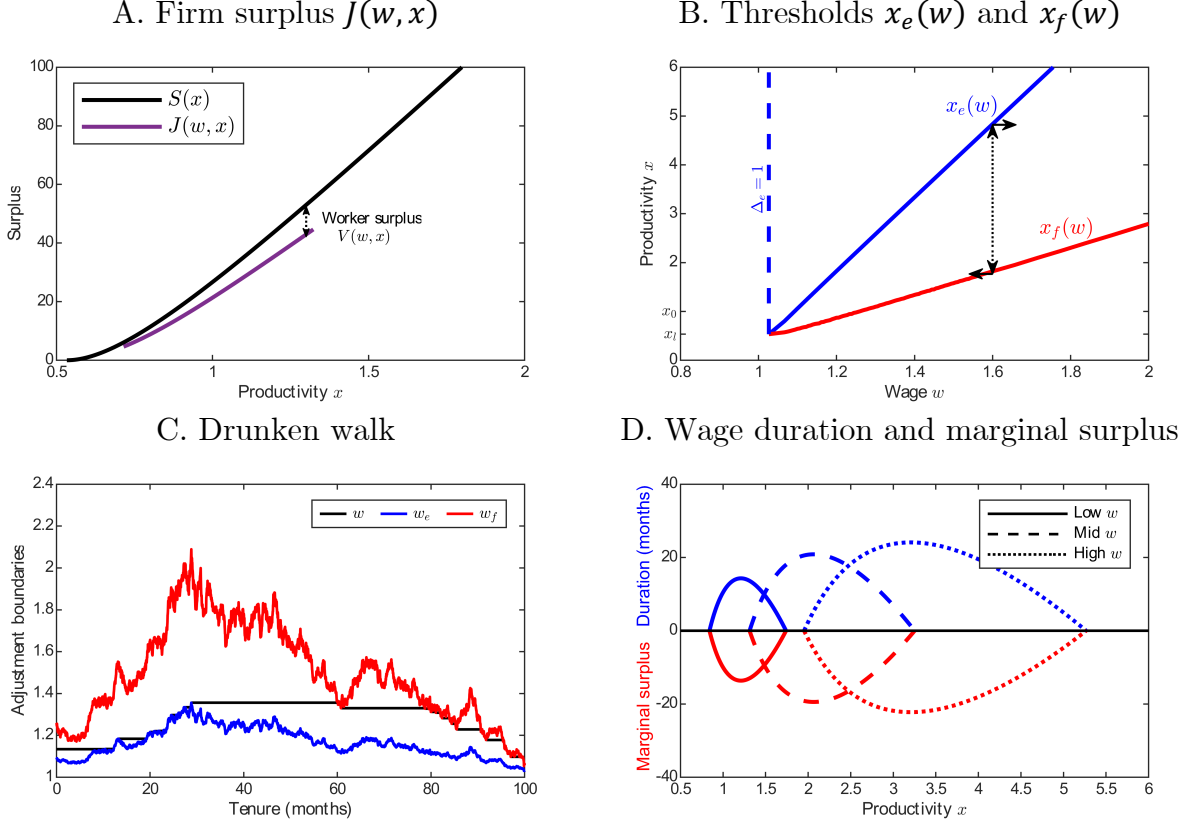 A. Firm surplus J(w, x)
100
80
60
40
20
0
0.5
1
1.5
2
Surplus
Productivity x
S(x)
J(w, x)
Worker surplus
V(w, x)
B. Thresholds x_e(w) and x_f(w)
6
5
4
3
2
x_0
x_l
0
0.8
1
1.2
1.4
1.6
1.8
2
Productivity x
Wage w
Δ_e = 1
x_e(w)
x_f(w)
C. Drunken walk
2.4
2.2
2
1.8
1.6
1.4
1.2
1
0
20
40
60
80
100
Adjustment boundaries
Tenure (months)
w
w_e
w_f
D. Wage duration and marginal surplus
40
20
0
-20
-40
0.5
1
1.5
2
2.5
3
3.5
4
4.5
5
5.5
6
Marginal surplus
Duration (months)
Productivity x
Low w
Mid w
High w